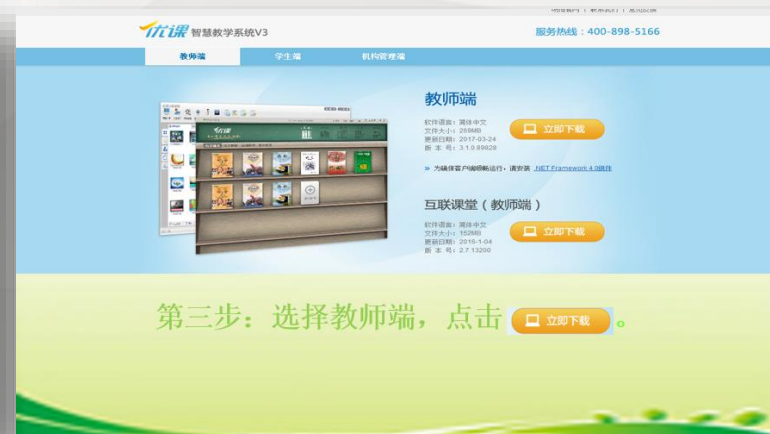 优课 智慧教学系统V3
服务热线：400-898-5166
教师端 学生端 机构管理端
教师端
软件语言：简体中文
文件大小：268MB
更新日期：2017-03-24
版 本 号：3.1.0.89828
立即下载
» 为确保客户端顺畅运行，请安装 .NET Framework 4.0组件
互联课堂（教师端）
软件语言：简体中文
文件大小：152MB
更新日期：2016-1-04
版 本 号：2.7.13200
立即下载
优课
第三步：选择教师端，点击 立即下载 。